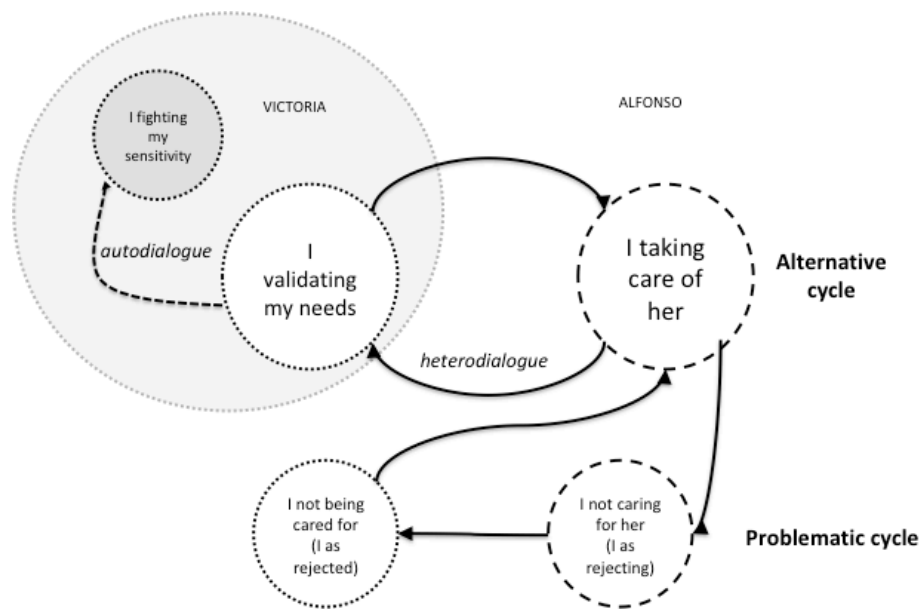 VICTORIA
ALFONSO
I fighting
my
sensitivity
autodialogue
I
validating
my needs
I taking
care of
her
Alternative
cycle
heterodialogue
I not being
cared for
(I as
rejected)
I not caring
for her
(I as
rejecting)
Problematic cycle